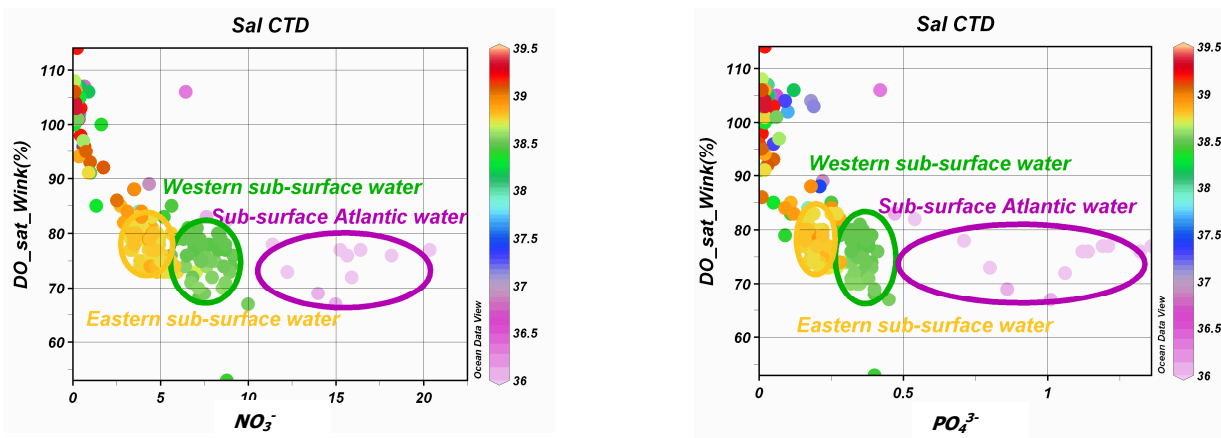 Sal CTD
DO_sat_Wink(%)
110
100
90
80
70
60
0
5
10
15
20
NO₃⁻
Western sub-surface water
Sub-surface Atlantic water
Eastern sub-surface water
Ocean Data View
39.5
39
38.5
38
37.5
37
36.5
36
Sal CTD
DO_sat_Wink(%)
110
100
90
80
70
60
0
0.5
1
PO₄³⁻
Western sub-surface water
Sub-surface Atlantic water
Eastern sub-surface water
Ocean Data View
39.5
39
38.5
38
37.5
37
36.5
36